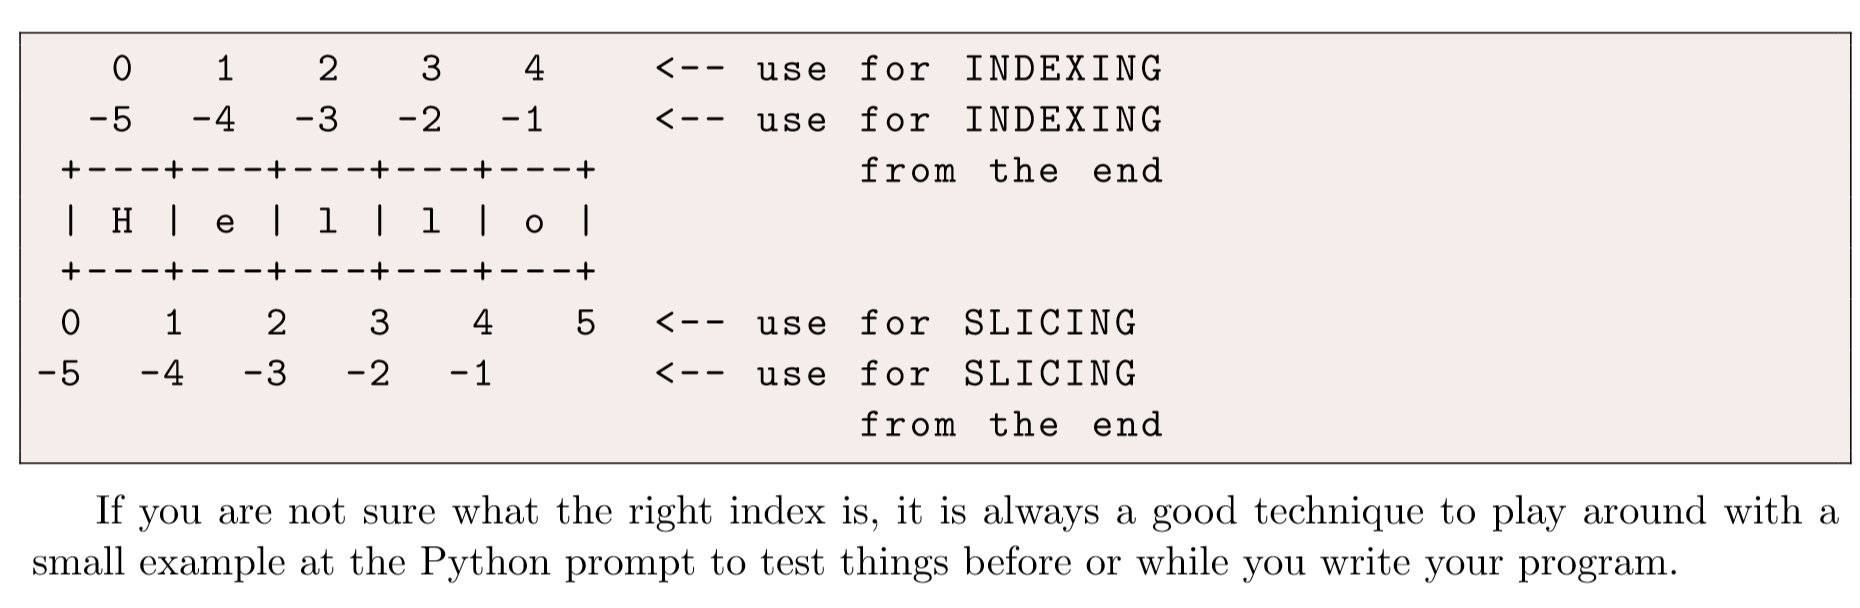 0   1   2   3   4    <-- use for INDEXING
  -5  -4  -3  -2  -1    <-- use for INDEXING
 +---+---+---+---+---+          from the end
 | H | e | l | l | o |
 +---+---+---+---+---+
 0   1   2   3   4   5  <-- use for SLICING
-5  -4  -3  -2  -1      <-- use for SLICING
                                from the end
If you are not sure what the right index is, it is always a good technique to play around with a
small example at the Python prompt to test things before or while you write your program.